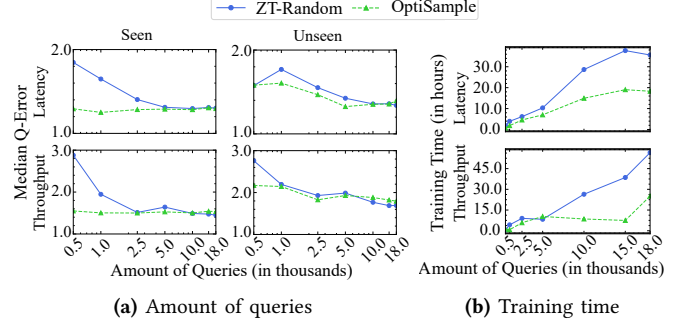 ZT-Random OptiSample
Seen Unseen
Median Q-Error
Latency
Throughput
2.0
1.0
2.0
1.0
3.0
2.0
1.0
3.0
2.0
1.0
0.5 1.0 2.5 5.0 10.0 18.0
0.5 1.0 2.5 5.0 10.0 18.0
Amount of Queries (in thousands)
(a) Amount of queries
Training Time (in hours)
Latency
Throughput
30.0
20.0
10.0
0.0
45.0
30.0
15.0
0.0
0.5 2.5 5.0 10.0 15.0 18.0
Amount of Queries (in thousands)
(b) Training time